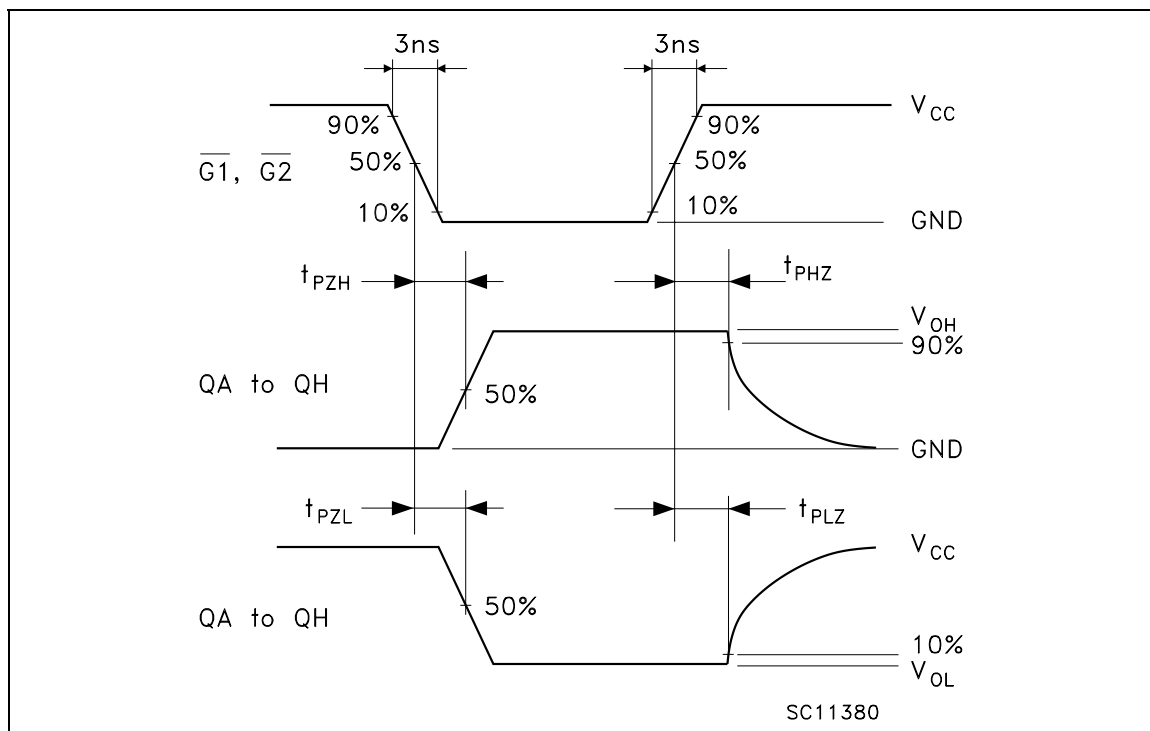 3ns 3ns
V_CC
90% 90%
50% 50%
G1, G2
10% 10%
GND
t_PZH t_PHZ
V_OH
90%
QA to QH
50%
GND
t_PZL t_PLZ
V_CC
50%
QA to QH
10%
V_OL
SC11380